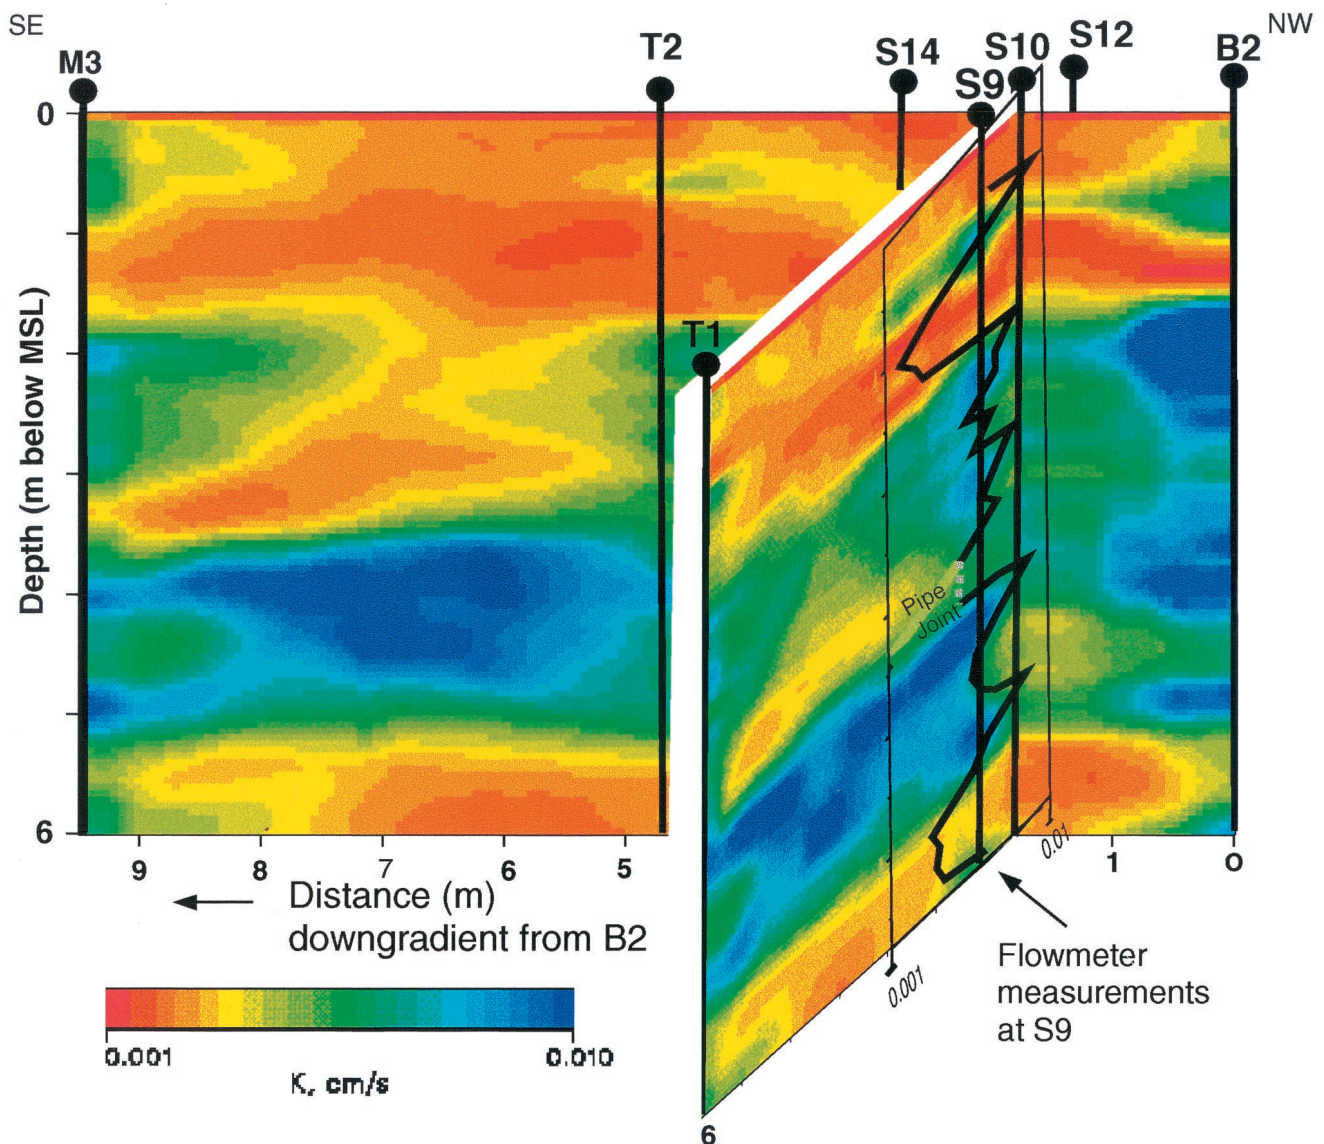 SE
NW
M3
T2
S14
S9
S10
S12
B2
T1
0
6
Depth (m below MSL)
Pipe
Joint
9
8
7
6
5
1
0
0.01
0.001
6
Distance (m)
downgradient from B2
Flowmeter
measurements
at S9
0.001
0.010
K, cm/s